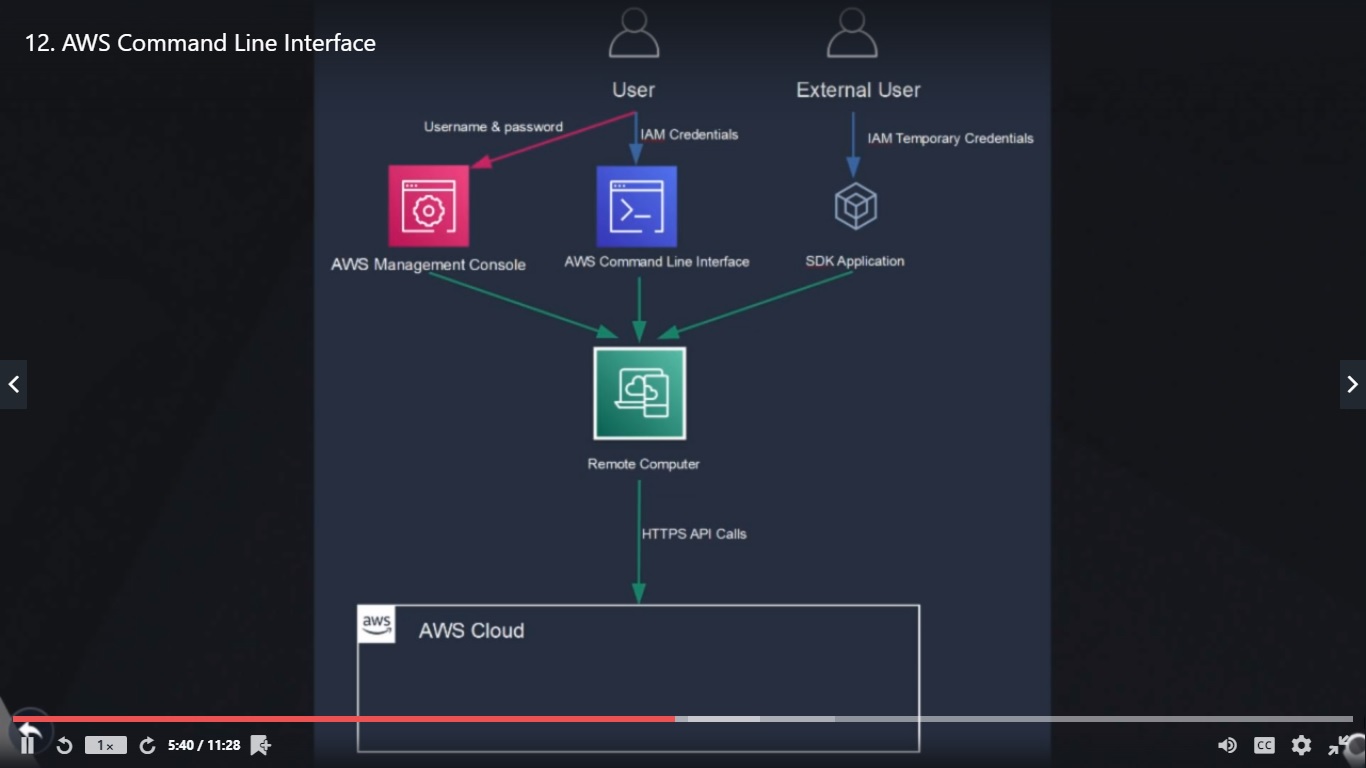 12. AWS Command Line Interface
User
External User
Username & password
IAM Credentials
IAM Temporary Credentials
AWS Management Console
AWS Command Line Interface
SDK Application
Remote Computer
HTTPS API Calls
aws
AWS Cloud
1x
5:40 / 11:28
CC